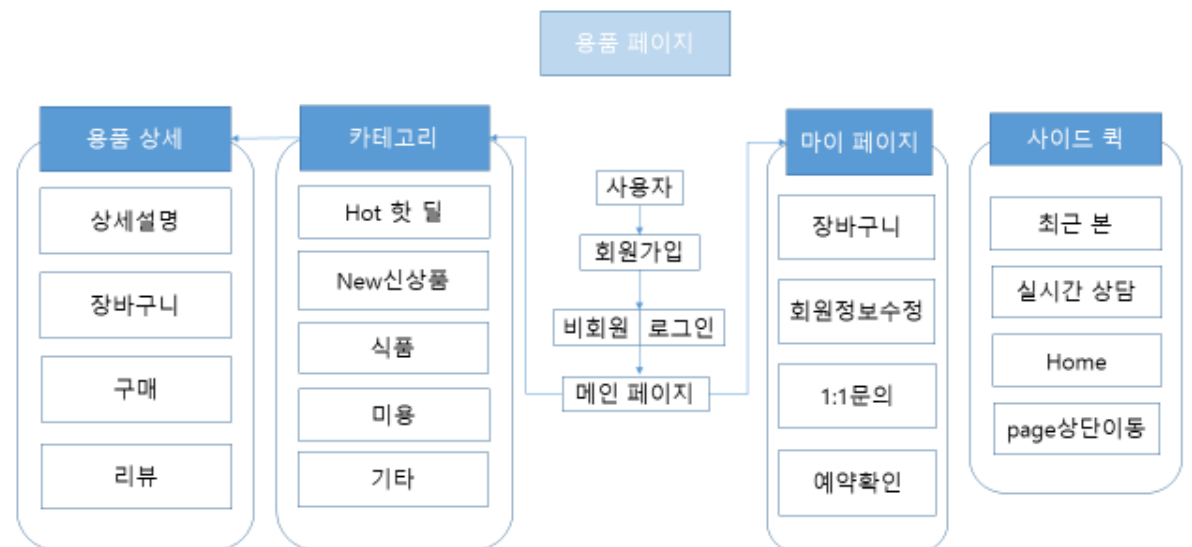 용품 페이지
용품 상세
상세설명
장바구니
구매
리뷰
카테고리
Hot 핫 딜
New신상품
식품
미용
기타
사용자
회원가입
비회원 로그인
메인 페이지
마이 페이지
장바구니
회원정보수정
1:1문의
예약확인
사이드 퀵
최근 본
실시간 상담
Home
page상단이동